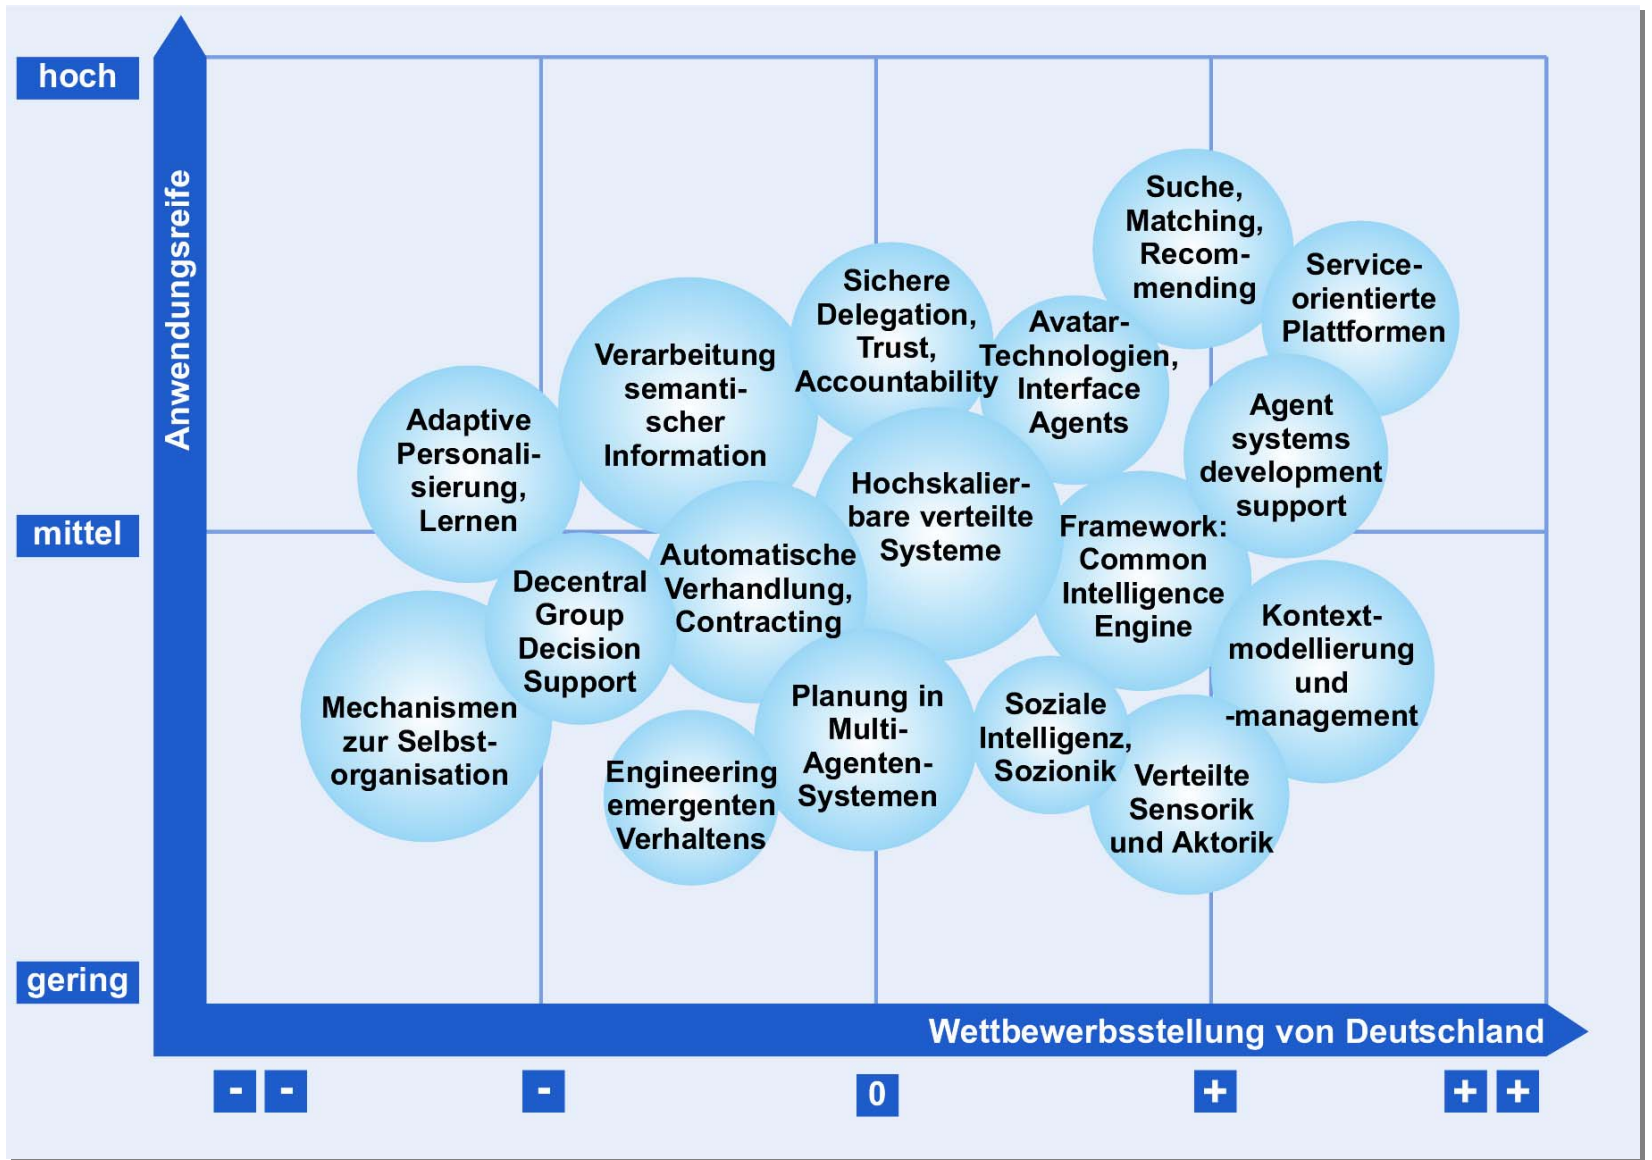 hoch
mittel
gering
Anwendungsreife
Suche,
Matching,
Recom-
mending
Service-
orientierte
Plattformen
Sichere
Delegation,
Trust,
Accountability
Avatar-
Technologien,
Interface
Agents
Verarbeitung
semanti-
scher
Information
Agent
systems
development
support
Adaptive
Personali-
sierung,
Lernen
Hochskalier-
bare verteilte
Systeme
Framework:
Common
Intelligence
Engine
Automatische
Verhandlung,
Contracting
Decentral
Group
Decision
Support
Kontext-
modellierung
und
-management
Mechanismen
zur Selbst-
organisation
Planung in
Multi-
Agenten-
Systemen
Soziale
Intelligenz,
Sozionik
Engineering
emergenten
Verhaltens
Verteilte
Sensorik
und Aktorik
Wettbewerbsstellung von Deutschland
- -
-
0
+
+ +